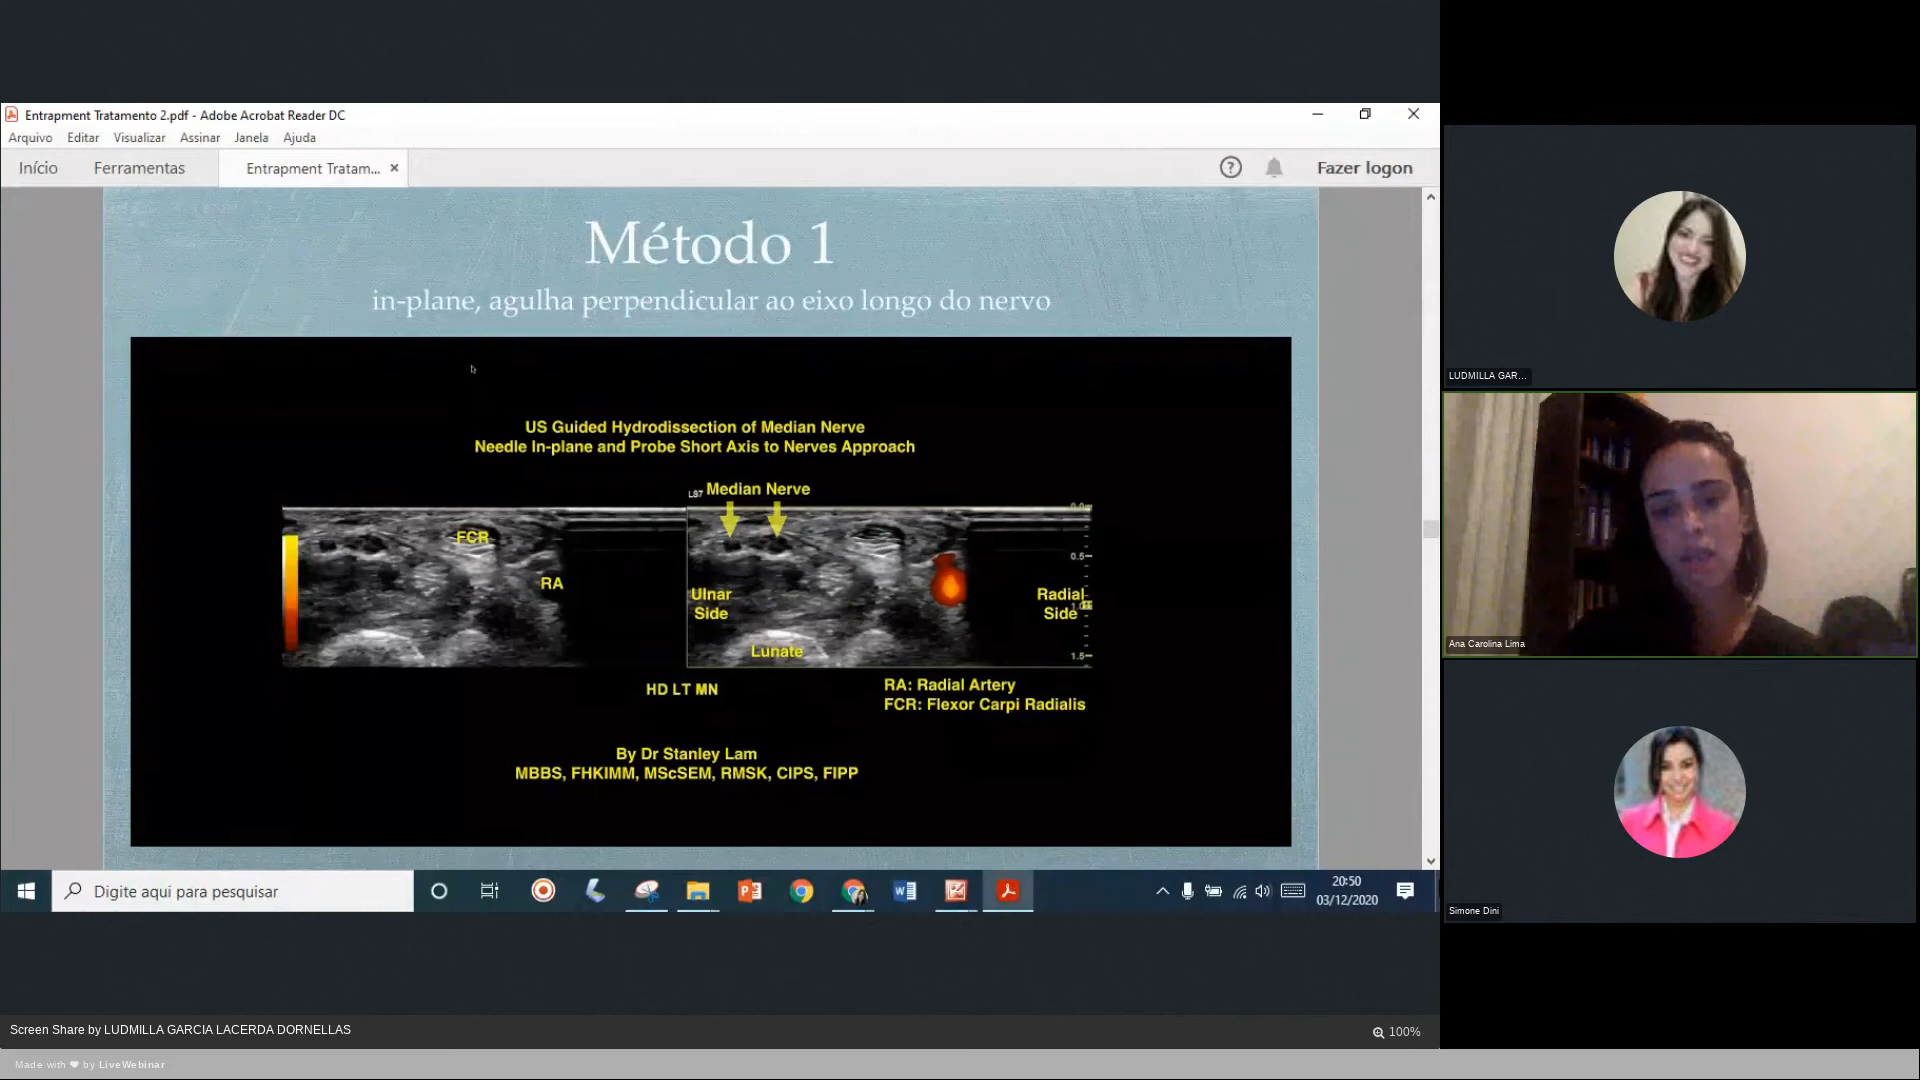 Entrapment Tratamento 2.pdf - Adobe Acrobat Reader DC
Arquivo Editar Visualizar Assinar Janela Ajuda
Início Ferramentas Entrapment Tratam... Fazer logon
Método 1
in-plane, agulha perpendicular ao eixo longo do nervo
US Guided Hydrodissection of Median Nerve
Needle In-plane and Probe Short Axis to Nerves Approach
Median Nerve
FCR
RA
0.5
Ulnar
Side
Radial
Side
Lunate
1.5
HD LT MN
RA: Radial Artery
FCR: Flexor Carpi Radialis
By Dr Stanley Lam
MBBS, FHKIMM, MScSEM, RMSK, CIPS, FIPP
Digite aqui para pesquisar
20:50
03/12/2020
LUDMILLA GAR...
Ana Carolina Lima
Simone Dini
Screen Share by LUDMILLA GARCIA LACERDA DORNELLAS
100%
Made with ❤ by LiveWebinar